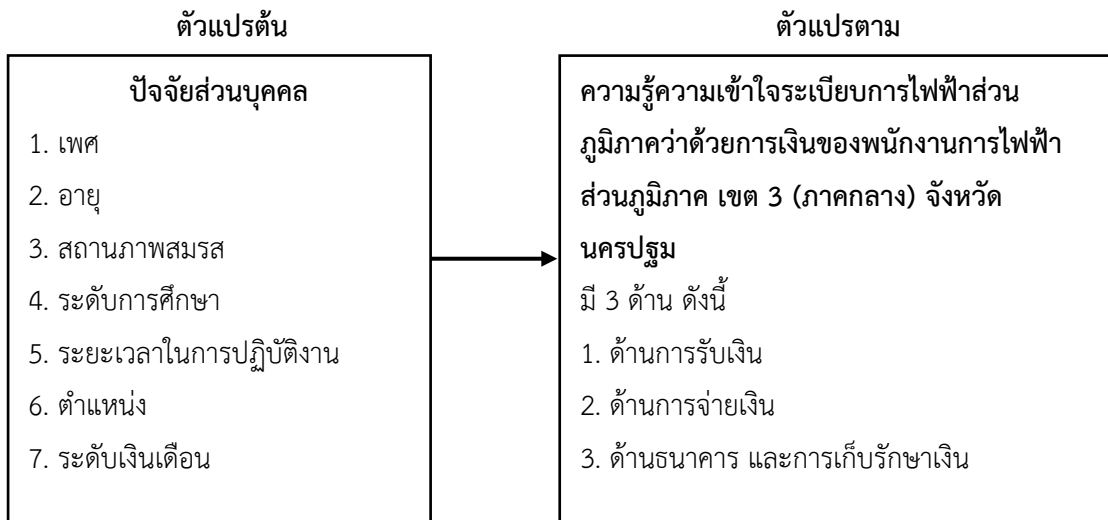 ตัวแปรต้น
ปัจจัยส่วนบุคคล
1. เพศ
2. อายุ
3. สถานภาพสมรส
4. ระดับการศึกษา
5. ระยะเวลาในการปฏิบัติงาน
6. ตำแหน่ง
7. ระดับเงินเดือน
ตัวแปรตาม
ความรู้ความเข้าใจระเบียบการไฟฟ้าส่วน
ภูมิภาคว่าด้วยการเงินของพนักงานการไฟฟ้า
ส่วนภูมิภาค เขต 3 (ภาคกลาง) จังหวัด
นครปฐม
มี 3 ด้าน ดังนี้
1. ด้านการรับเงิน
2. ด้านการจ่ายเงิน
3. ด้านธนาคาร และการเก็บรักษาเงิน